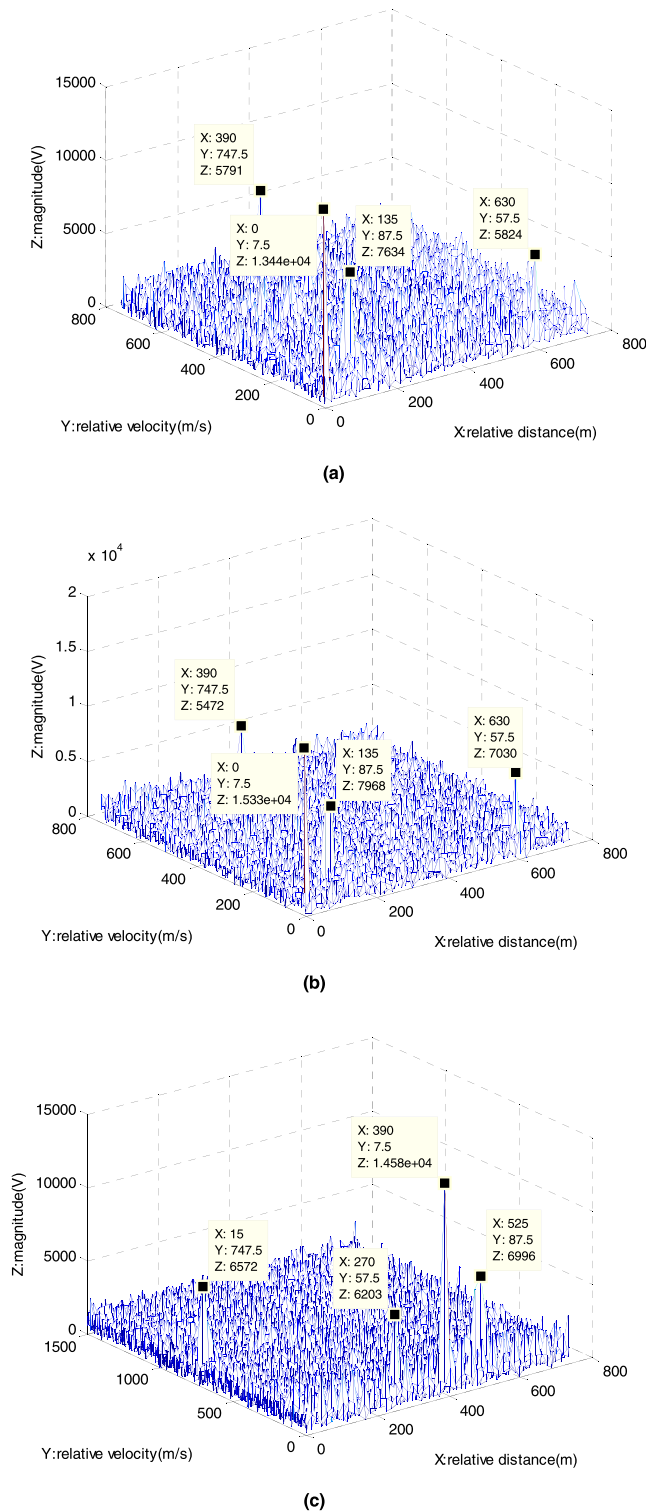 15000
10000
5000
0
Z:magnitude(V)
X: 390
Y: 747.5
Z: 5791
X: 0
Y: 7.5
Z: 1.344e+04
X: 135
Y: 87.5
Z: 7634
X: 630
Y: 57.5
Z: 5824
800
600
400
200
0
0
200
400
600
800
Y:relative velocity(m/s)
X:relative distance(m)
(a)
x 10^4
2
1.5
1
0.5
0
Z:magnitude(V)
X: 390
Y: 747.5
Z: 5472
X: 0
Y: 7.5
Z: 1.533e+04
X: 135
Y: 87.5
Z: 7968
X: 630
Y: 57.5
Z: 7030
800
600
400
200
0
0
200
400
600
800
Y:relative velocity(m/s)
X:relative distance(m)
(b)
15000
10000
5000
0
Z:magnitude(V)
X: 390
Y: 7.5
Z: 1.458e+04
X: 15
Y: 747.5
Z: 6572
X: 270
Y: 57.5
Z: 6203
X: 525
Y: 87.5
Z: 6996
1500
1000
500
0
0
200
400
600
800
Y:relative velocity(m/s)
X:relative distance(m)
(c)